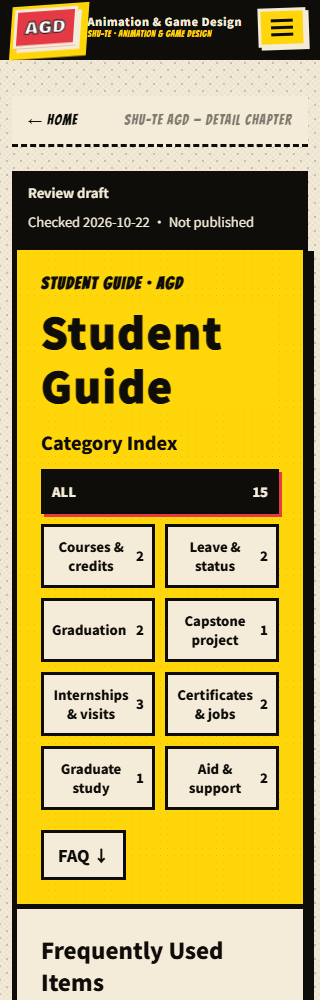 AGD
Animation & Game Design
SHU-TE · ANIMATION & GAME DESIGN
← HOME
SHU-TE AGD — DETAIL CHAPTER
Review draft
Checked 2026-10-22 • Not published
STUDENT GUIDE · AGD
Student
Guide
Category Index
ALL 15
Courses &
credits 2
Leave &
status 2
Graduation 2
Capstone
project 1
Internships
& visits 3
Certificates
& jobs 2
Graduate
study 1
Aid &
support 2
FAQ ↓
Frequently Used
Items